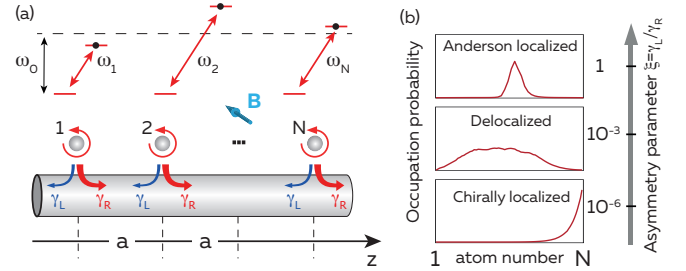 (a)
ω₀
ω₁
ω₂
ωN
B
1
2
...
N
γL
γR
γL
γR
γL
γR
a
a
z
(b)
Occupation probability
Anderson localized
Delocalized
Chirally localized
1
atom number
N
1
10⁻³
10⁻⁶
Asymmetry parameter ξ=γL/γR